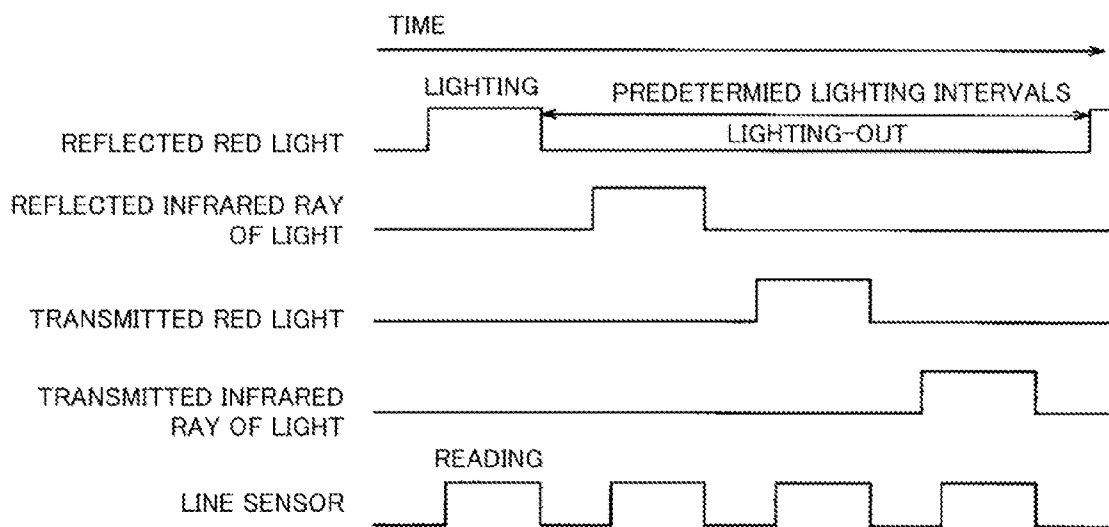 TIME
LIGHTING
PREDETERMIED LIGHTING INTERVALS
REFLECTED RED LIGHT
LIGHTING-OUT
REFLECTED INFRARED RAY
OF LIGHT
TRANSMITTED RED LIGHT
TRANSMITTED INFRARED
RAY OF LIGHT
READING
LINE SENSOR